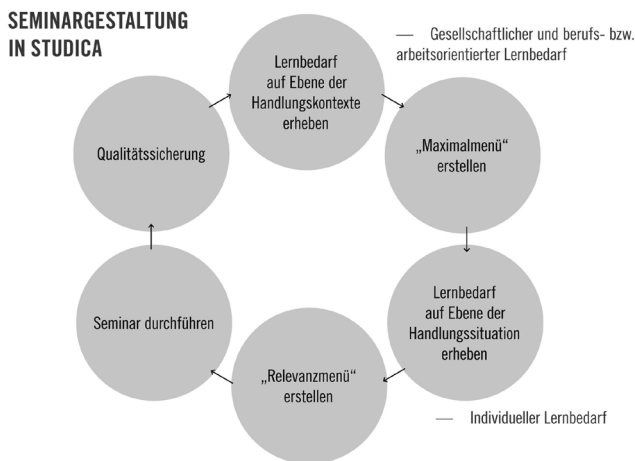 SEMINARGESTALTUNG
IN STUDICA
— Gesellschaftlicher und berufs- bzw.
arbeitsorientierter Lernbedarf
Lernbedarf
auf Ebene der
Handlungskontexte
erheben
„Maximalmenü“
erstellen
Lernbedarf
auf Ebene der
Handlungssituation
erheben
— Individueller Lernbedarf
„Relevanzmenü“
erstellen
Seminar durchführen
Qualitätssicherung